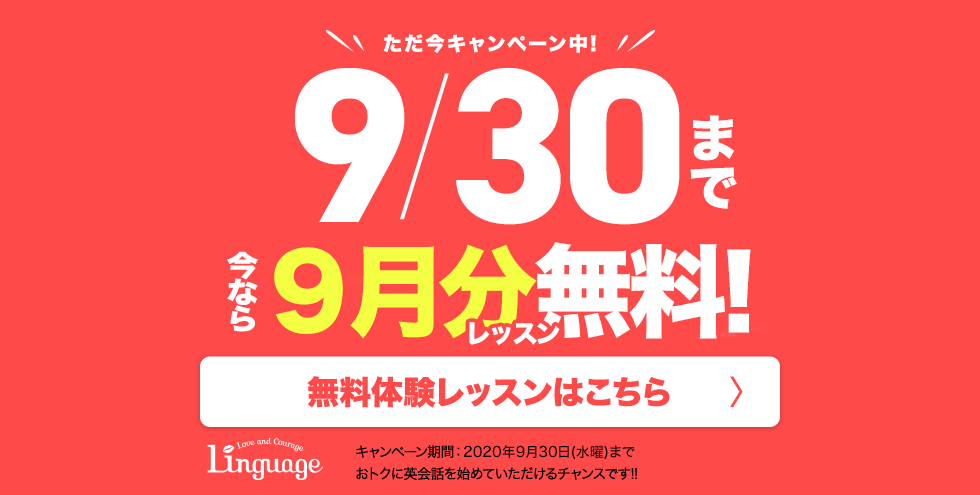 ただ今キャンペーン中!
9/30まで
今なら9月分レッスン無料!
無料体験レッスンはこちら
Love and Courage
Linguage
キャンペーン期間：2020年9月30日(水曜)まで
おトクに英会話を始めていただけるチャンスです!!